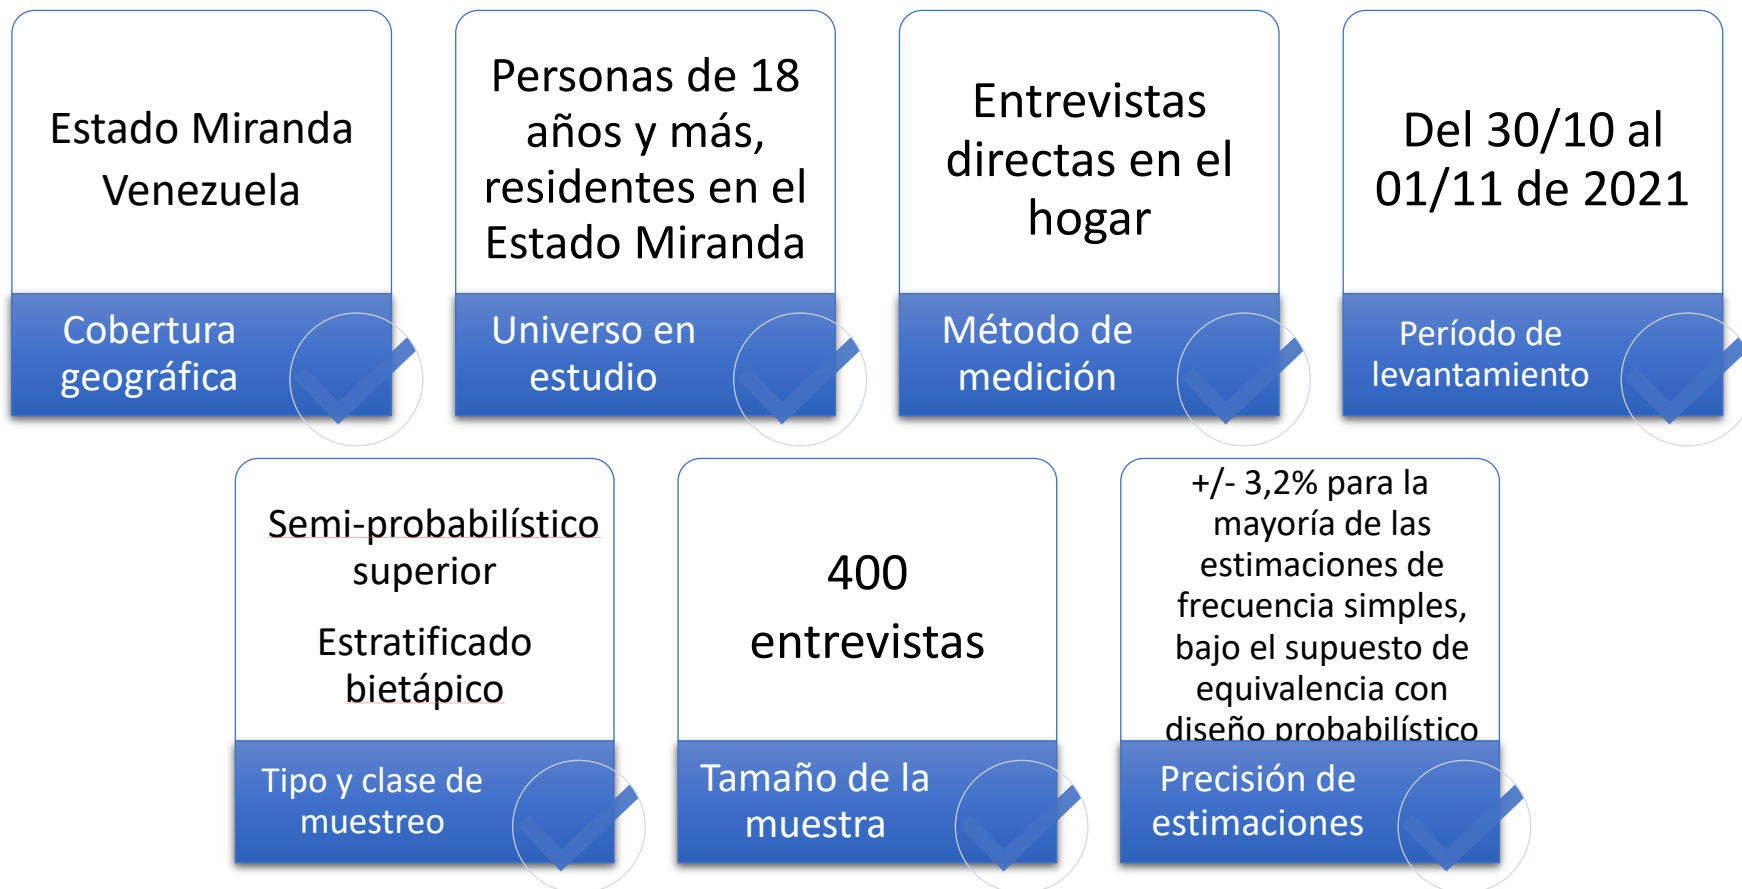 Estado Miranda
Venezuela
Cobertura
geográfica
Personas de 18
años y más,
residentes en el
Estado Miranda
Universo en
estudio
Entrevistas
directas en el
hogar
Método de
medición
Del 30/10 al
01/11 de 2021
Período de
levantamiento
Semi-probabilístico
superior
Estratificado
bietápico
Tipo y clase de
muestreo
400
entrevistas
Tamaño de la
muestra
+/- 3,2% para la
mayoría de las
estimaciones de
frecuencia simples,
bajo el supuesto de
equivalencia con
diseño probabilístico
Precisión de
estimaciones